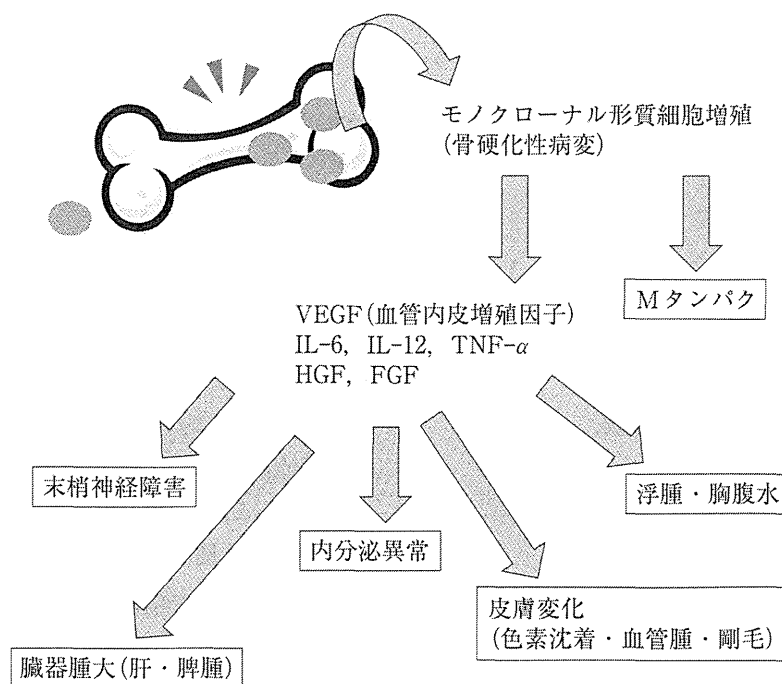 モノクローナル形質細胞増殖
(骨硬化性病変)
Mタンパク
VEGF(血管内皮増殖因子)
IL-6, IL-12, TNF-α
HGF, FGF
末梢神経障害
浮腫・胸腹水
内分泌異常
皮膚変化
(色素沈着・血管腫・剛毛)
臓器腫大(肝・脾腫)